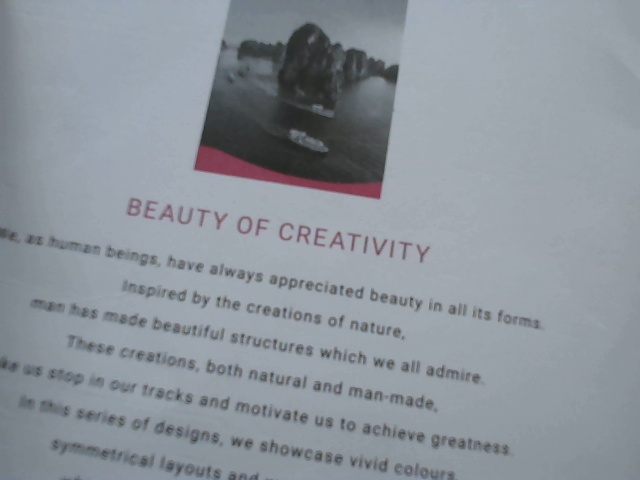 BEAUTY OF CREATIVITY
We, as human beings, have always appreciated beauty in all its forms.
Inspired by the creations of nature,
man has made beautiful structures which we all admire.
These creations, both natural and man-made,
us stop in our tracks and motivate us to achieve greatness.
In this series of designs, we showcase vivid colours,
symmetrical layouts and